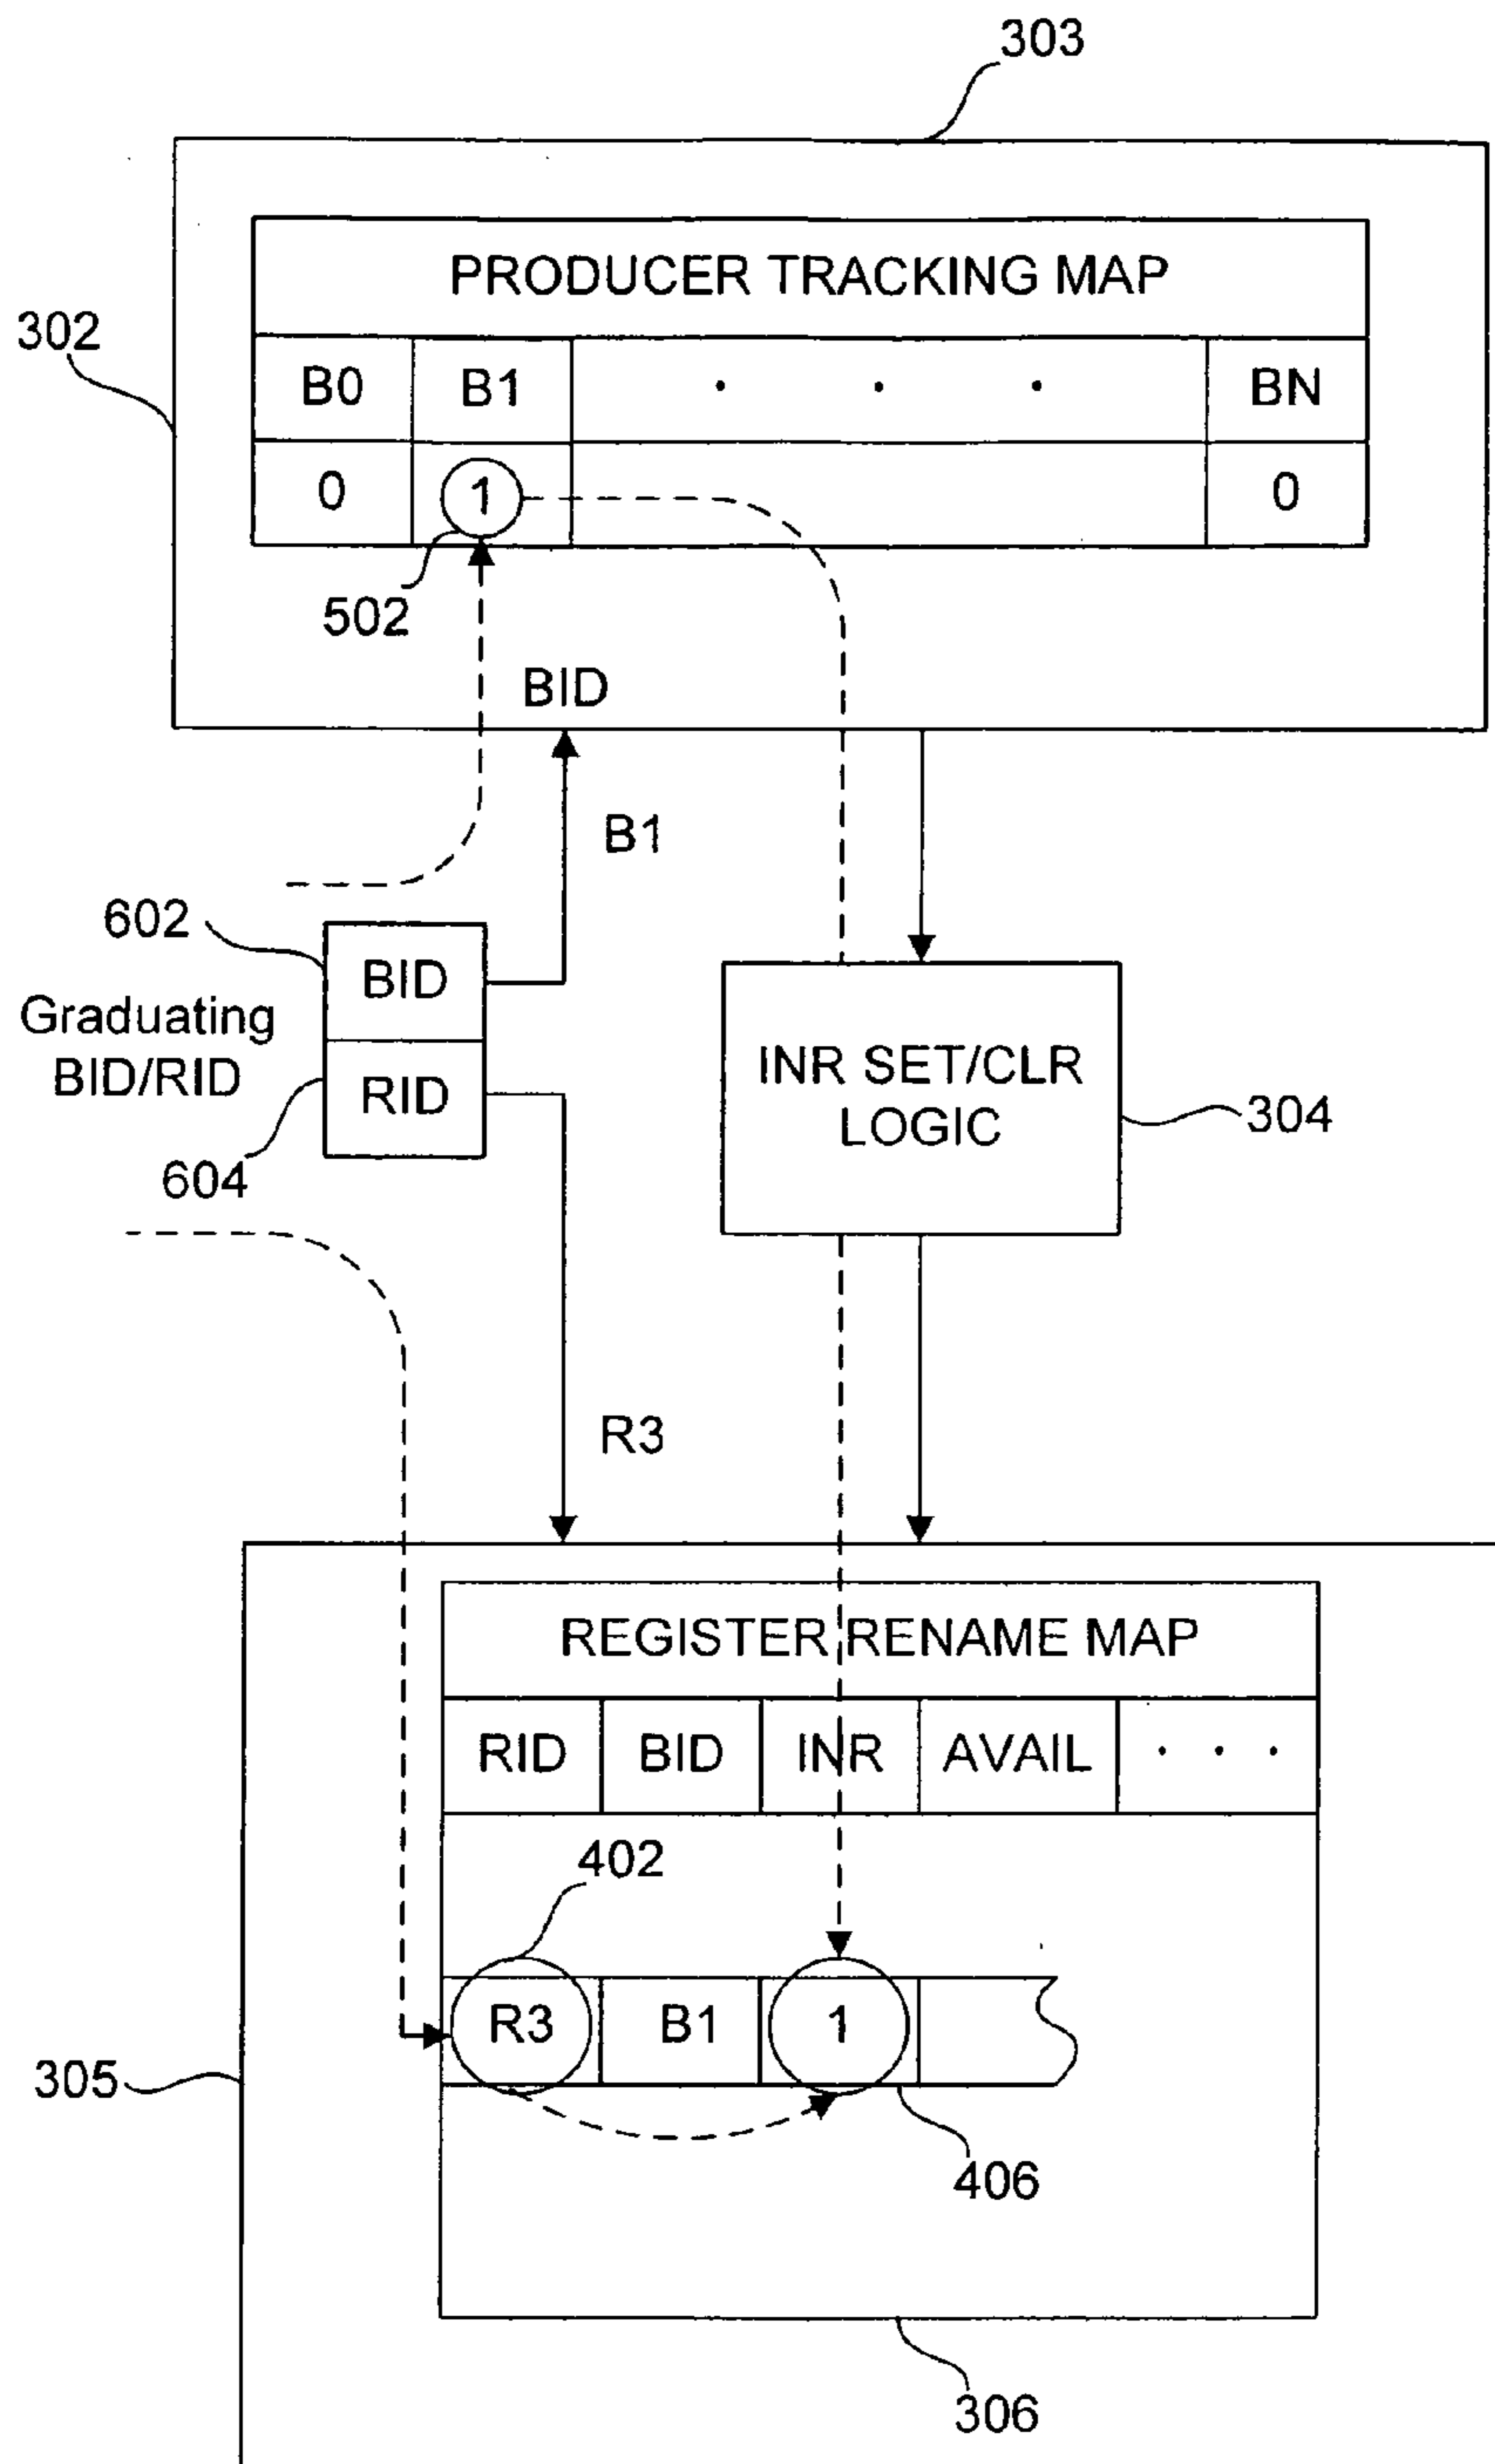 303
PRODUCER TRACKING MAP
302
B0 B1 · · · BN
0 1 0
502
BID
B1
602
BID
Graduating
BID/RID
RID
604
INR SET/CLR
LOGIC
304
R3
REGISTER RENAME MAP
RID BID INR AVAIL · · ·
402
R3 B1 1
305
406
306